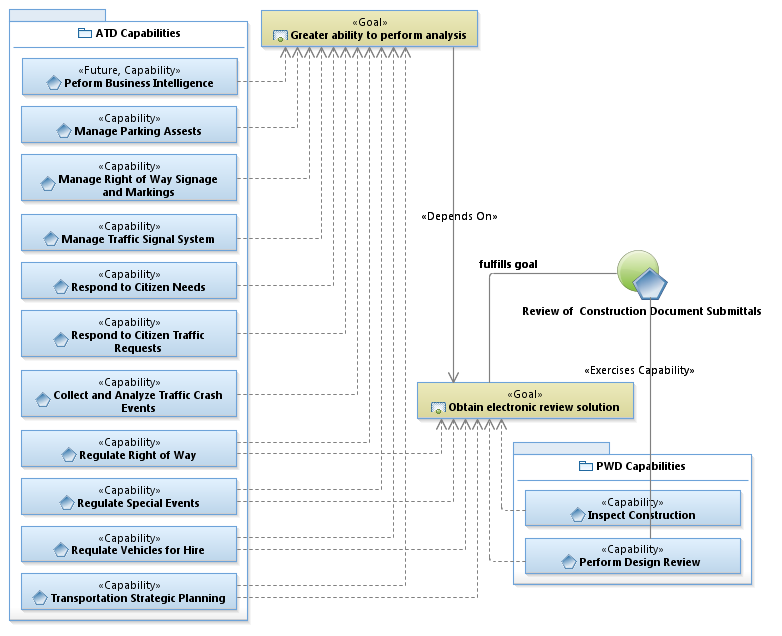 ATD Capabilities
«Future, Capability»
Peform Business Intelligence
«Capability»
Manage Parking Assests
«Capability»
Manage Right of Way Signage
and Markings
«Capability»
Manage Traffic Signal System
«Capability»
Respond to Citizen Needs
«Capability»
Respond to Citizen Traffic
Requests
«Capability»
Collect and Analyze Traffic Crash
Events
«Capability»
Regulate Right of Way
«Capability»
Regulate Special Events
«Capability»
Regulate Vehicles for Hire
«Capability»
Transportation Strategic Planning
«Goal»
Greater ability to perform analysis
«Depends On»
fulfills goal
Review of Construction Document Submittals
«Exercises Capability»
«Goal»
Obtain electronic review solution
PWD Capabilities
«Capability»
Inspect Construction
«Capability»
Perform Design Review